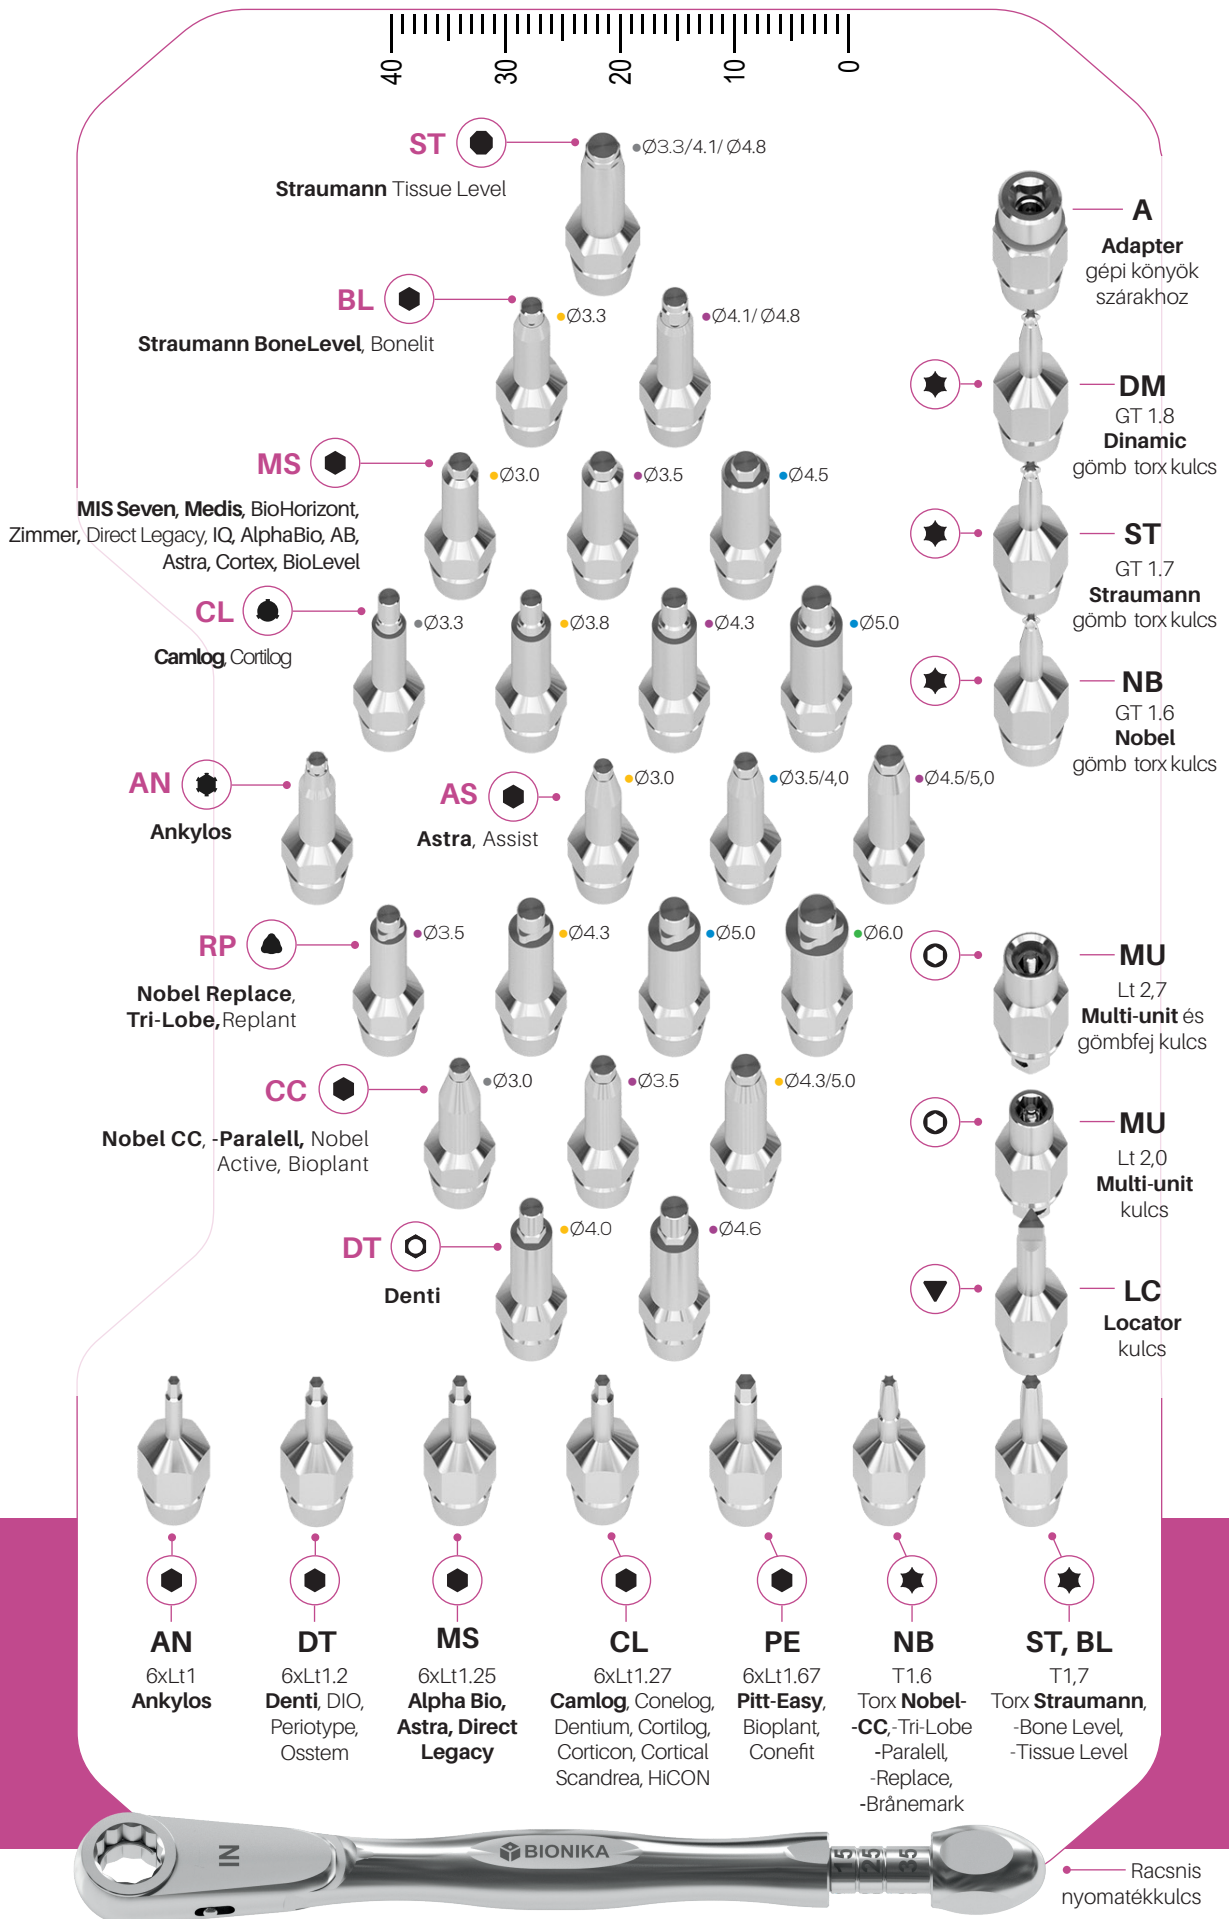 40 30 20 10 0
ST
Ø3.3/4.1/ Ø4.8
Straumann Tissue Level
A
Adapter
gépi könyök
szárakhoz
BL
Ø3.3
Ø4.1/ Ø4.8
Straumann BoneLevel, Bonelit
DM
GT 1.8
Dinamic
gömb torx kulcs
MS
Ø3.0
Ø3.5
Ø4.5
MIS Seven, Medis, BioHorizont,
Zimmer, Direct Legacy, IQ, AlphaBio, AB,
Astra, Cortex, BioLevel
ST
GT 1.7
Straumann
gömb torx kulcs
CL
Ø3.3
Ø3.8
Ø4.3
Ø5.0
Camlog, Cortilog
NB
GT 1.6
Nobel
gömb torx kulcs
AN
Ankylos
AS
Ø3.0
Ø3.5/4,0
Ø4.5/5,0
Astra, Assist
RP
Ø3.5
Ø4.3
Ø5.0
Ø6.0
Nobel Replace,
Tri-Lobe, Replant
MU
Lt 2,7
Multi-unit és
gömbfej kulcs
CC
Ø3.0
Ø3.5
Ø4.3/5.0
Nobel CC, -Paralell, Nobel
Active, Bioplant
MU
Lt 2,0
Multi-unit
kulcs
DT
Ø4.0
Ø4.6
Denti
LC
Locator
kulcs
AN
6xLt1
Ankylos
DT
6xLt1.2
Denti, DIO,
Periotype,
Osstem
MS
6xLt1.25
Alpha Bio,
Astra, Direct
Legacy
CL
6xLt1.27
Camlog, Conelog,
Dentium, Cortilog,
Corticon, Cortical
Scandrea, HiCON
PE
6xLt1.67
Pitt-Easy,
Bioplant,
Conefit
NB
T1.6
Torx Nobel-
-CC,-Tri-Lobe
-Paralell,
-Replace,
-Brånemark
ST, BL
T1,7
Torx Straumann,
-Bone Level,
-Tissue Level
IN
BIONIKA
15 25 35
Racsnis
nyomatékkulcs